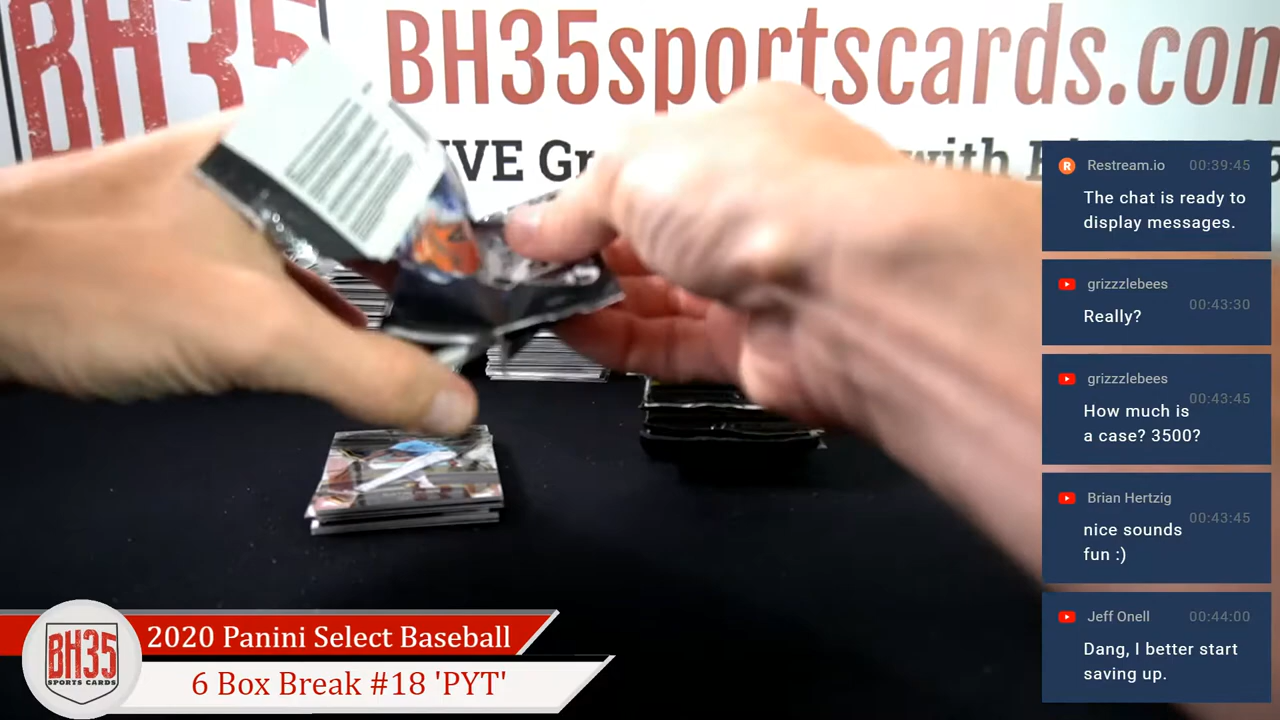 BH35
BH35sportscards.com
with
Restream.io 00:39:45
The chat is ready to
display messages.
grizzzlebees
00:43:30
Really?
grizzzlebees
00:43:45
How much is
a case? 3500?
Brian Hertzig
00:43:45
nice sounds
fun :)
Jeff Onell 00:44:00
Dang, I better start
saving up.
2020 Panini Select Baseball
BH35
SPORTS CARDS
6 Box Break #18 'PYT'